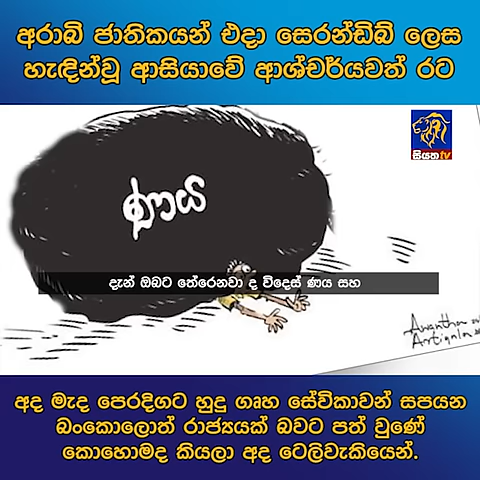 අරාබි ජාතිකයන් එදා සෙරන්ඩිබ් ලෙස
හැඳින්වූ ආසියාවේ ආශ්චර්යවත් රට
සියත tv
ණය
දැන් ඔබට තේරෙනවා ද විදෙස් ණය සහ
අද මැද පෙරදිගට හුදු ගෘහ සේවිකාවන් සපයන
බංකොලොත් රාජ්‍යයක් බවට පත් වුණේ
කොහොමද කියලා අද ටෙලිවැකියෙන්.